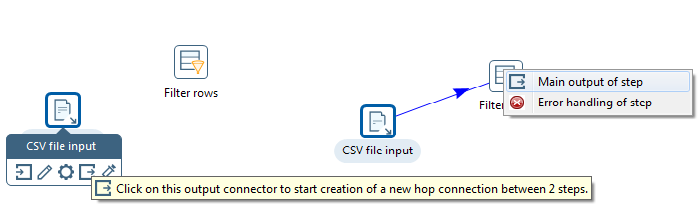 Filter rows
CSV file input
Click on this output connector to start creation of a new hop connection between 2 steps.
CSV file input
Filter
Main output of step
Error handling of step